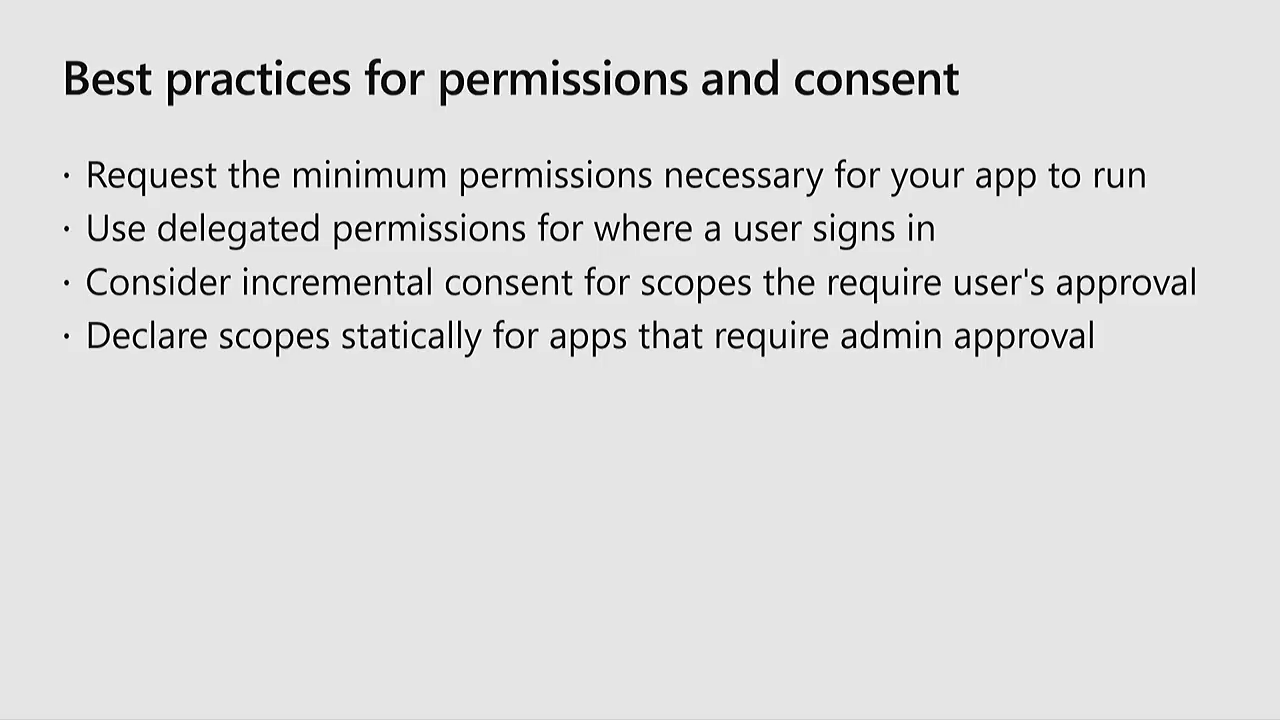 Best practices for permissions and consent
· Request the minimum permissions necessary for your app to run
· Use delegated permissions for where a user signs in
· Consider incremental consent for scopes the require user's approval
· Declare scopes statically for apps that require admin approval